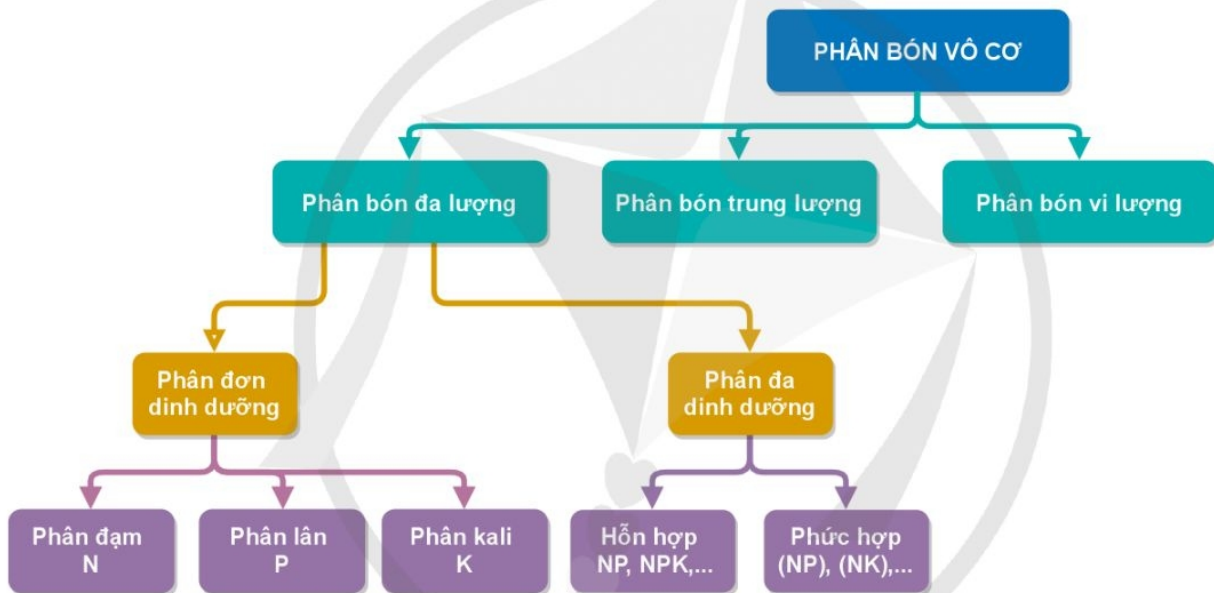 PHÂN BÓN VÔ CƠ
Phân bón đa lượng
Phân bón trung lượng
Phân bón vi lượng
Phân đơn
dinh dưỡng
Phân đa
dinh dưỡng
Phân đạm
N
Phân lân
P
Phân kali
K
Hỗn hợp
NP, NPK,...
Phức hợp
(NP), (NK),...